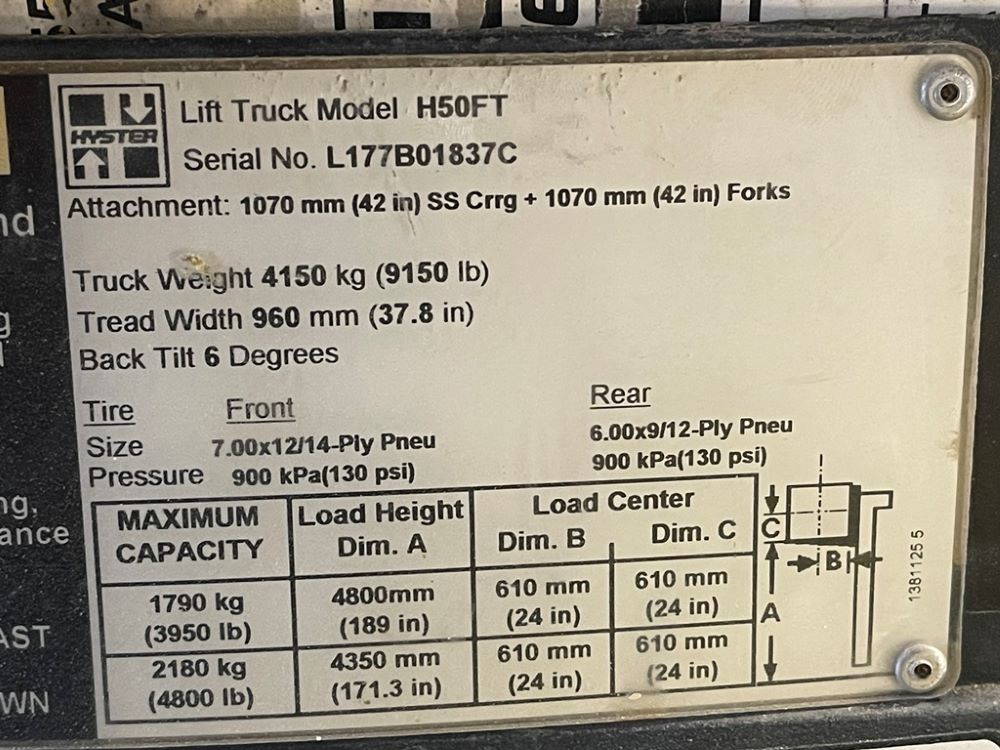 HYSTER
Lift Truck Model H50FT
Serial No. L177B01837C
Attachment: 1070 mm (42 in) SS Crrg + 1070 mm (42 in) Forks
Truck Weight 4150 kg (9150 lb)
Tread Width 960 mm (37.8 in)
Back Tilt 6 Degrees
Tire Front Rear
Size 7.00x12/14-Ply Pneu 6.00x9/12-Ply Pneu
Pressure 900 kPa(130 psi) 900 kPa(130 psi)
MAXIMUM CAPACITY Load Height Dim. A Load Center Dim. B Dim. C
1790 kg (3950 lb) 4800mm (189 in) 610 mm (24 in) 610 mm (24 in)
2180 kg (4800 lb) 4350 mm (171.3 in) 610 mm (24 in) 610 mm (24 in)
C
B
A
1381125 5